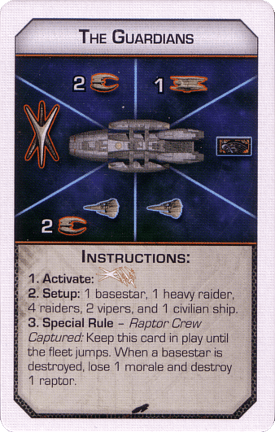 THE GUARDIANS
2
1
2
INSTRUCTIONS:
1. Activate:
2. Setup: 1 basestar, 1 heavy raider,
4 raiders, 2 vipers, and 1 civilian ship.
3. Special Rule – Raptor Crew
Captured: Keep this card in play until
the fleet jumps. When a basestar is
destroyed, lose 1 morale and destroy
1 raptor.